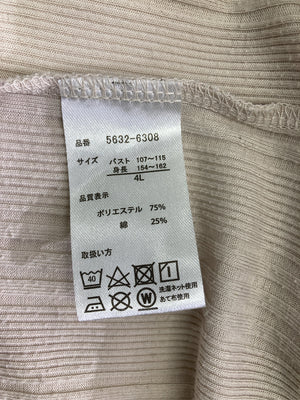 品番 5632-6308
サイズ バスト 107〜115
身長 154〜162
4L
品質表示
ポリエステル 75%
綿 25%
取扱い方
40
W
洗濯ネット使用
あて布使用